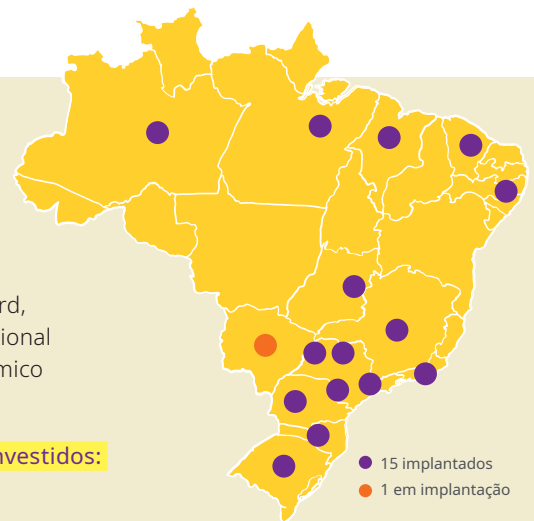 rd,
ional
mico
nvestidos:
15 implantados
1 em implantação